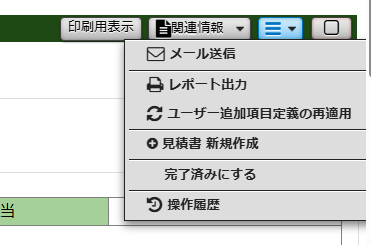 印刷用表示 関連情報
メール送信
レポート出力
ユーザー追加項目定義の再適用
見積書 新規作成
完了済みにする
当
操作履歴